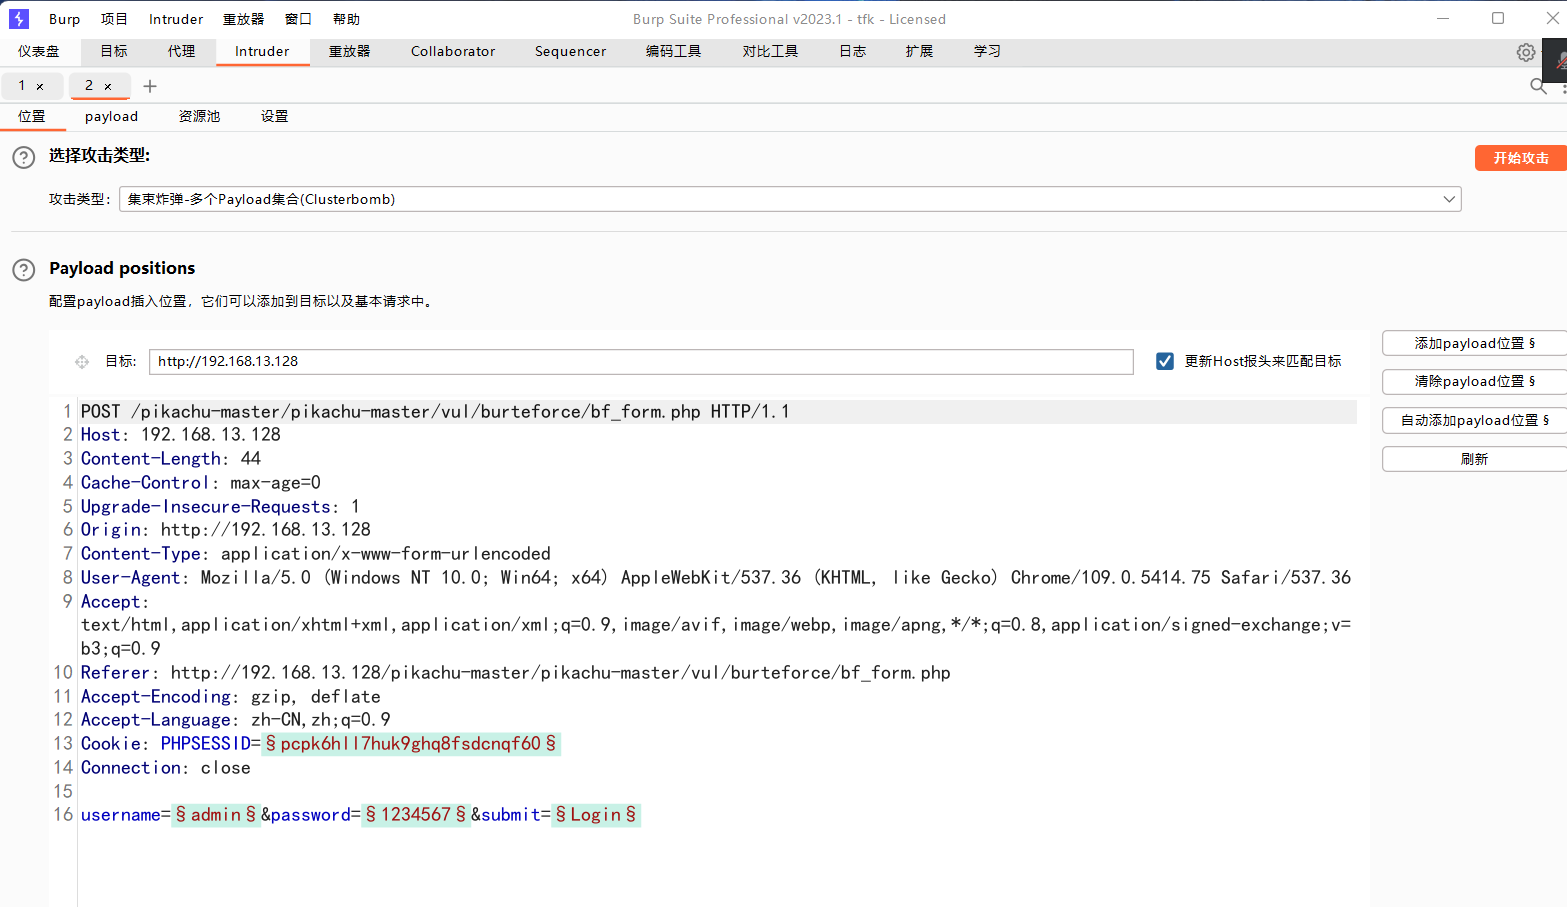 Burp 项目 Intruder 重放器 窗口 帮助 Burp Suite Professional v2023.1 - tfk - Licensed
仪表盘 目标 代理 Intruder 重放器 Collaborator Sequencer 编码工具 对比工具 日志 扩展 学习
1 × 2 × +
位置 payload 资源池 设置
? 选择攻击类型: 开始攻击
攻击类型: 集束炸弹-多个Payload集合(Clusterbomb)
? Payload positions
配置payload插入位置，它们可以添加到目标以及基本请求中。
目标: http://192.168.13.128 更新Host报头来匹配目标 添加payload位置 §
清除payload位置 §
自动添加payload位置 §
刷新
1 POST /pikachu-master/pikachu-master/vul/burteforce/bf_form.php HTTP/1.1
2 Host: 192.168.13.128
3 Content-Length: 44
4 Cache-Control: max-age=0
5 Upgrade-Insecure-Requests: 1
6 Origin: http://192.168.13.128
7 Content-Type: application/x-www-form-urlencoded
8 User-Agent: Mozilla/5.0 (Windows NT 10.0; Win64; x64) AppleWebKit/537.36 (KHTML, like Gecko) Chrome/109.0.5414.75 Safari/537.36
9 Accept:
text/html,application/xhtml+xml,application/xml;q=0.9,image/avif,image/webp,image/apng,*/*;q=0.8,application/signed-exchange;v=
b3;q=0.9
10 Referer: http://192.168.13.128/pikachu-master/pikachu-master/vul/burteforce/bf_form.php
11 Accept-Encoding: gzip, deflate
12 Accept-Language: zh-CN,zh;q=0.9
13 Cookie: PHPSESSID=§pcpk6hll7huk9ghq8fsdcnqf60§
14 Connection: close
15
16 username=§admin§&password=§1234567§&submit=§Login§